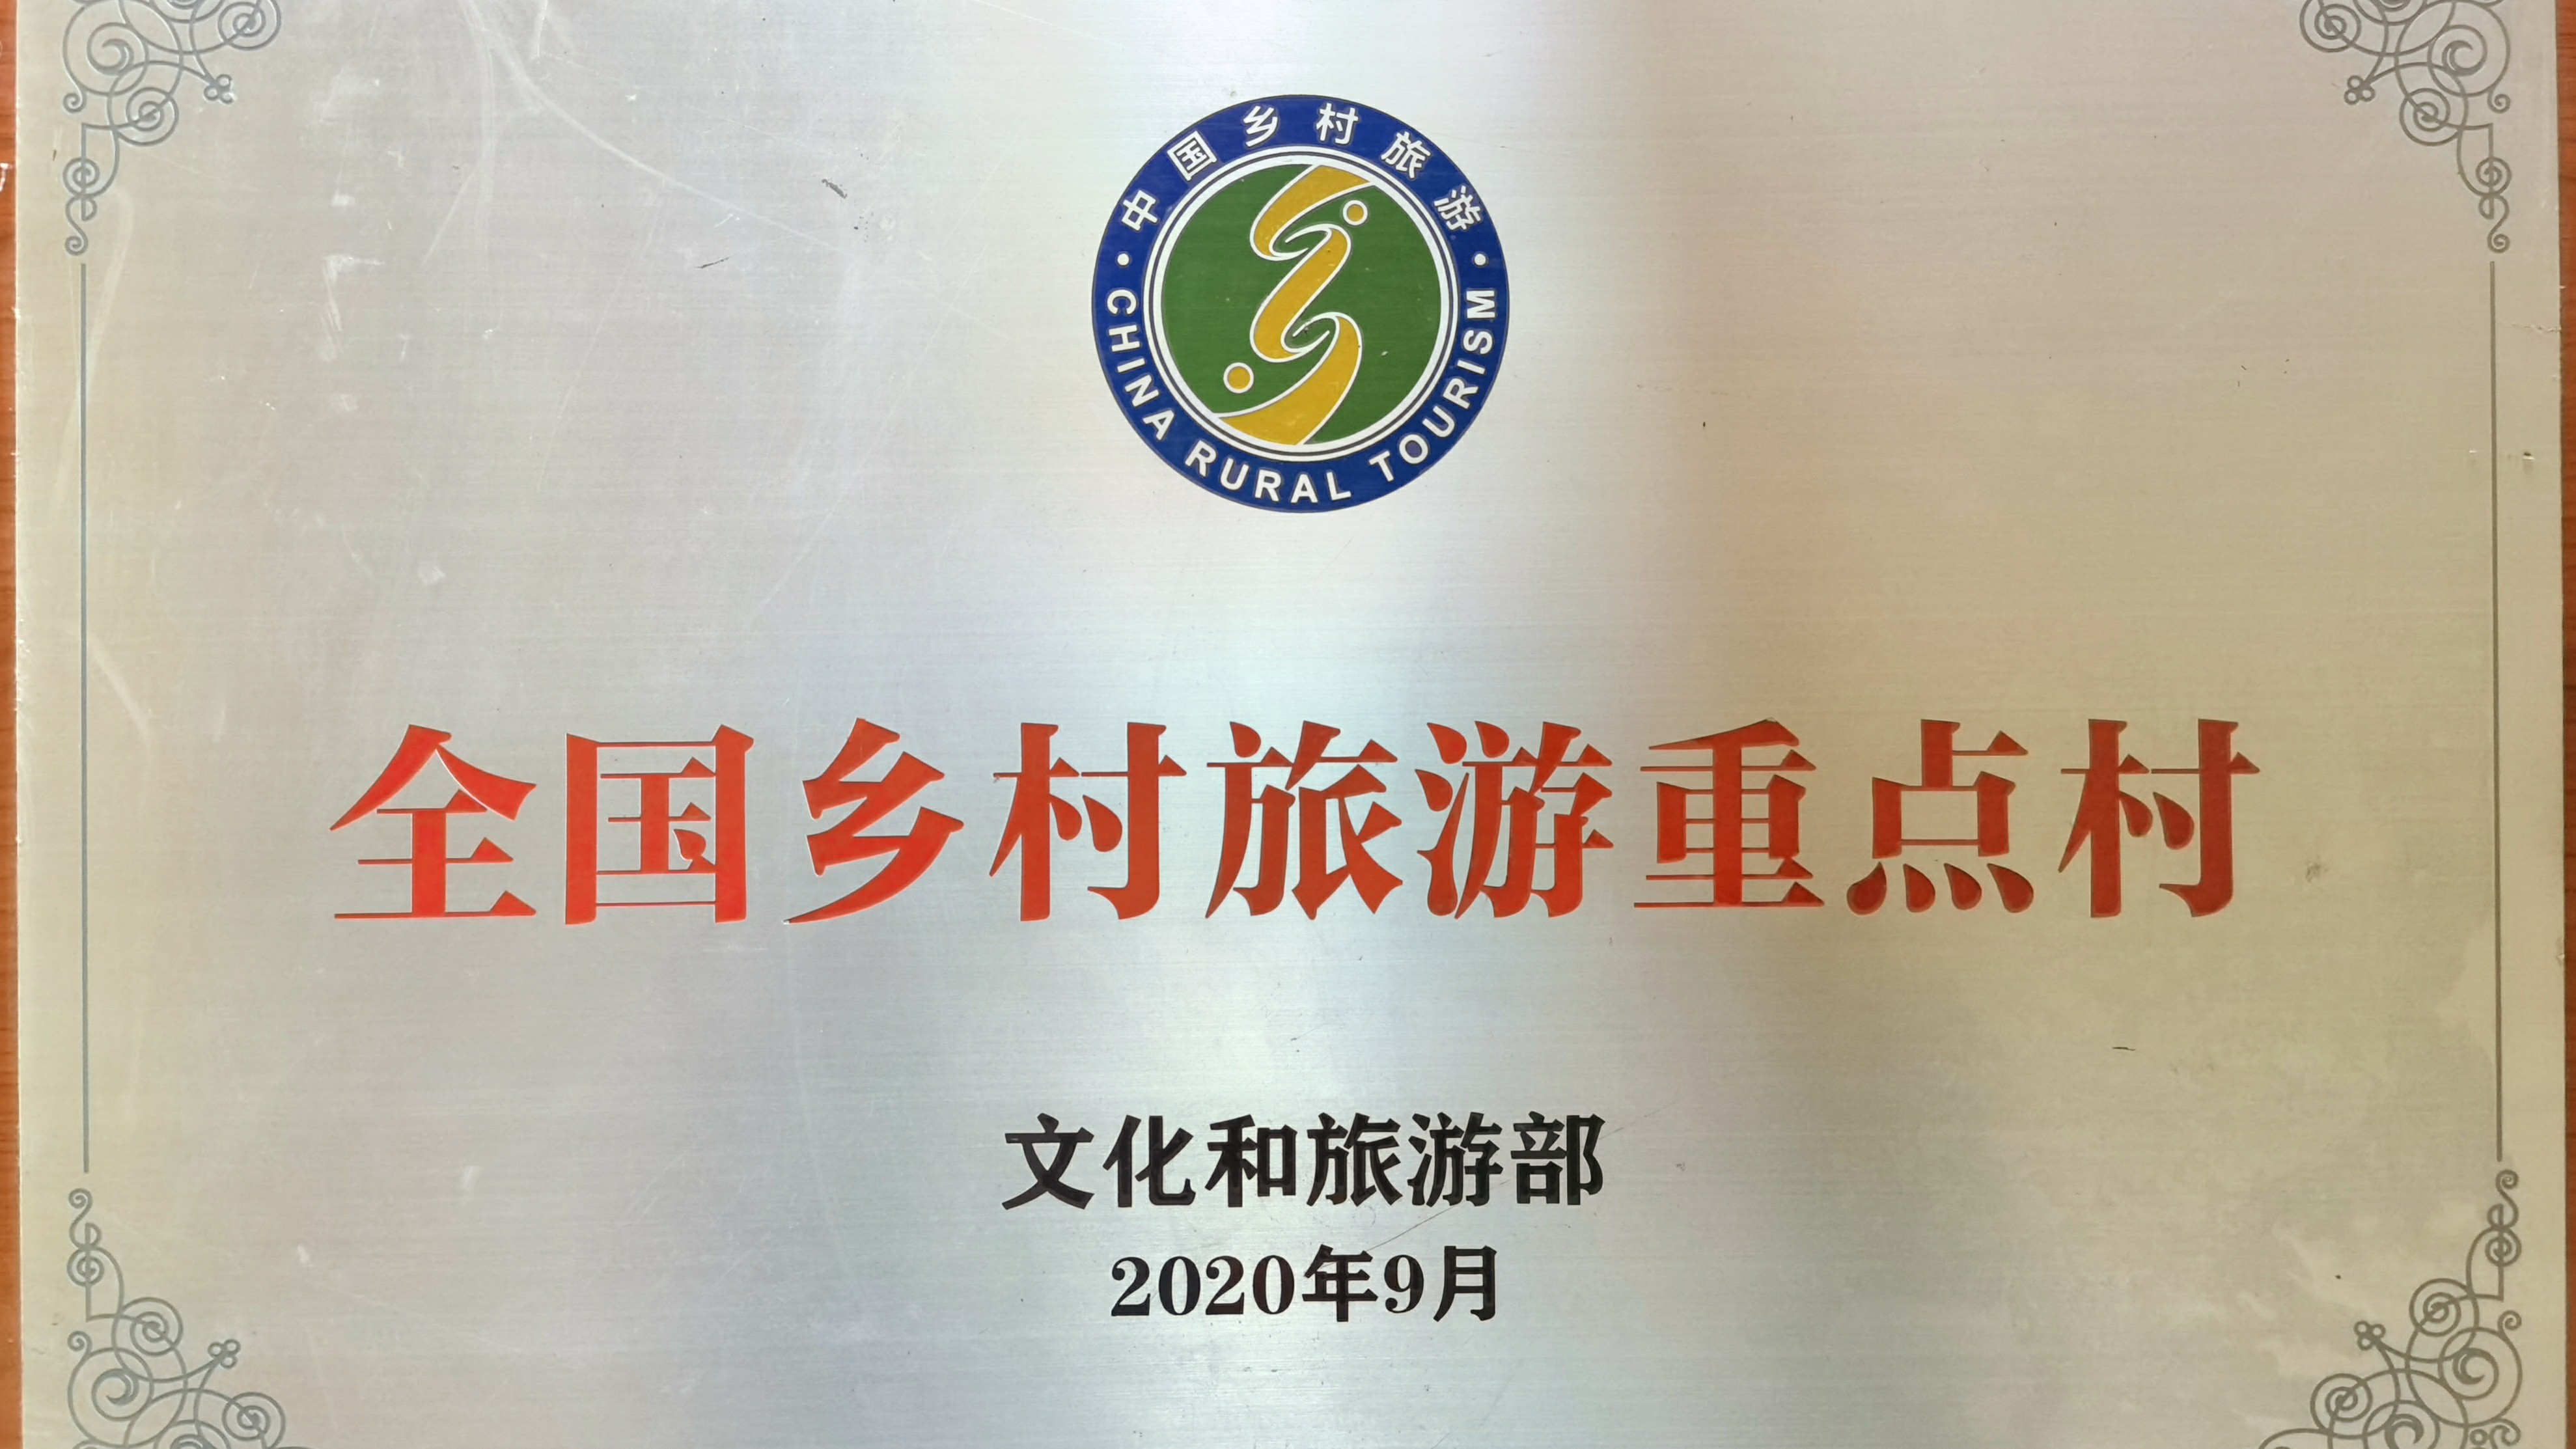 中国乡村旅游
CHINA RURAL TOURISM
全国乡村旅游重点村
文化和旅游部
2020年9月